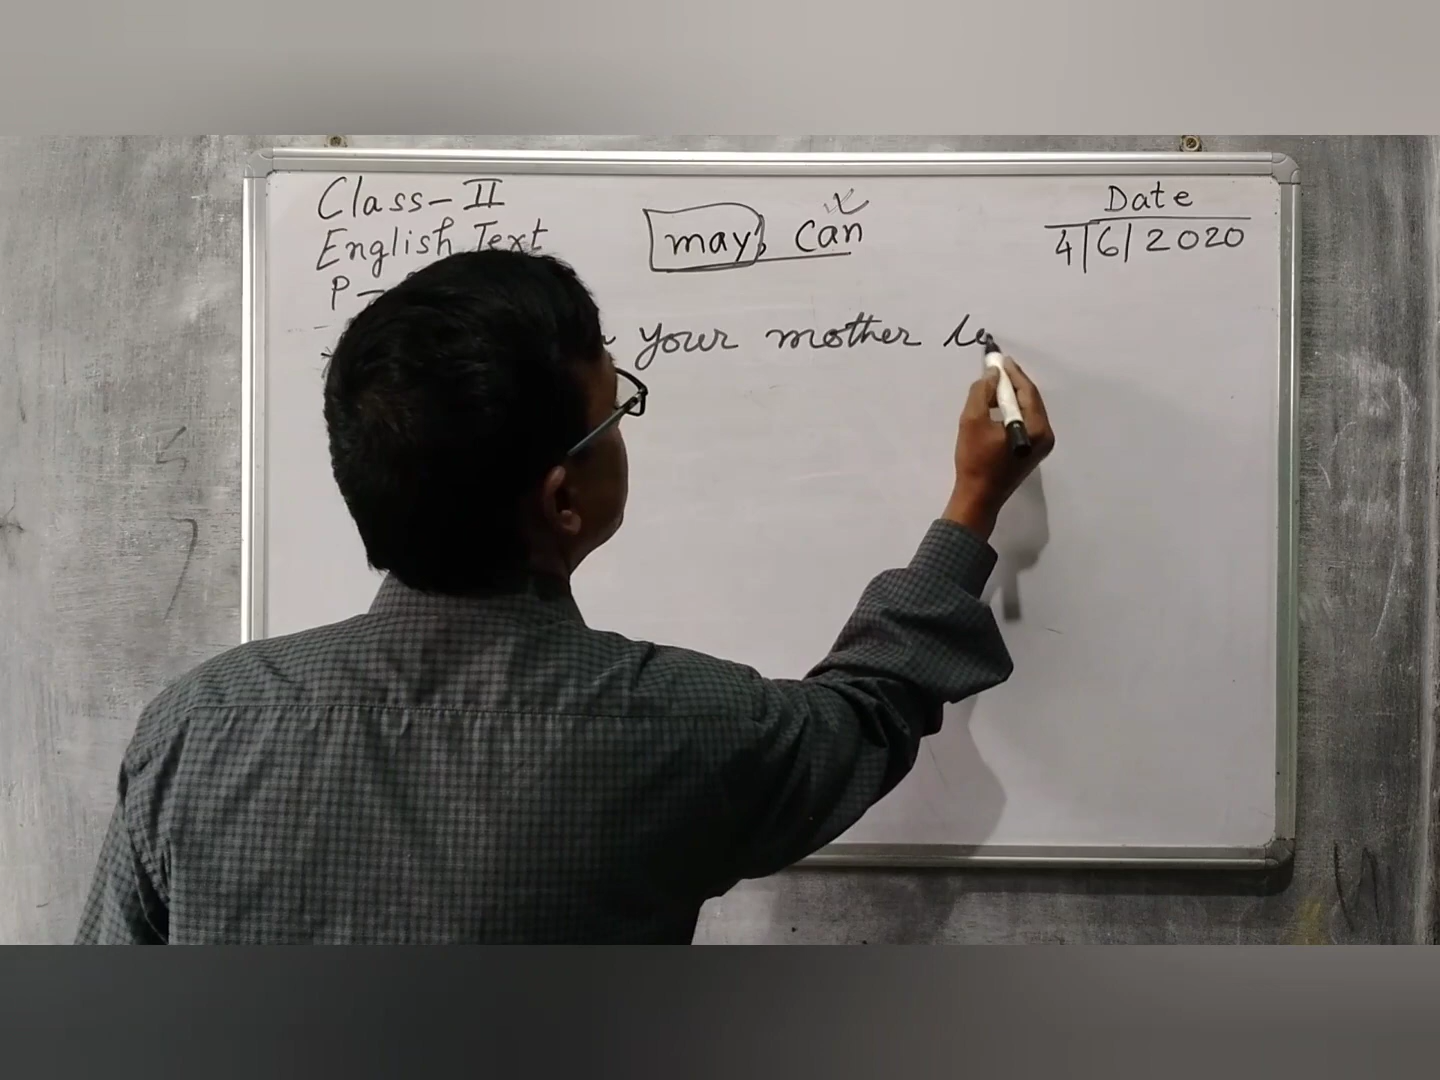 Class-II
English Text
P-
may, Can
Date
4/6/2020
your mother